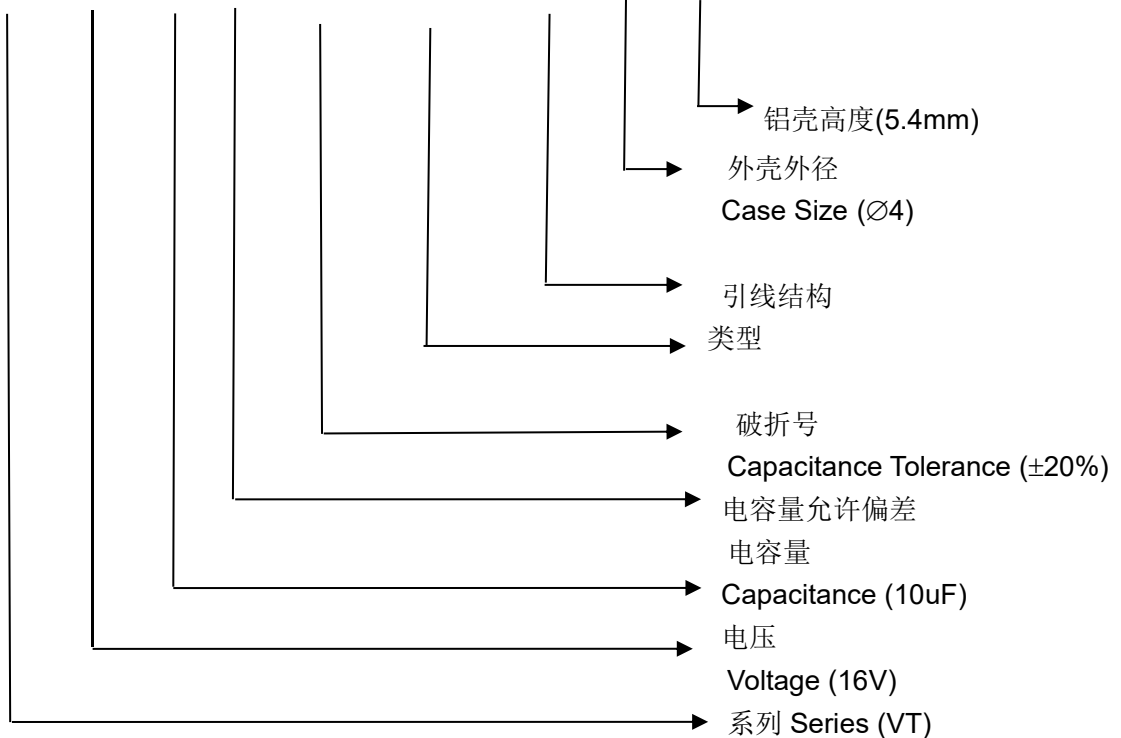 铝壳高度(5.4mm)
外壳外径
Case Size (∅4)
引线结构
类型
破折号
Capacitance Tolerance (±20%)
电容量允许偏差
电容量
Capacitance (10uF)
电压
Voltage (16V)
系列 Series (VT)